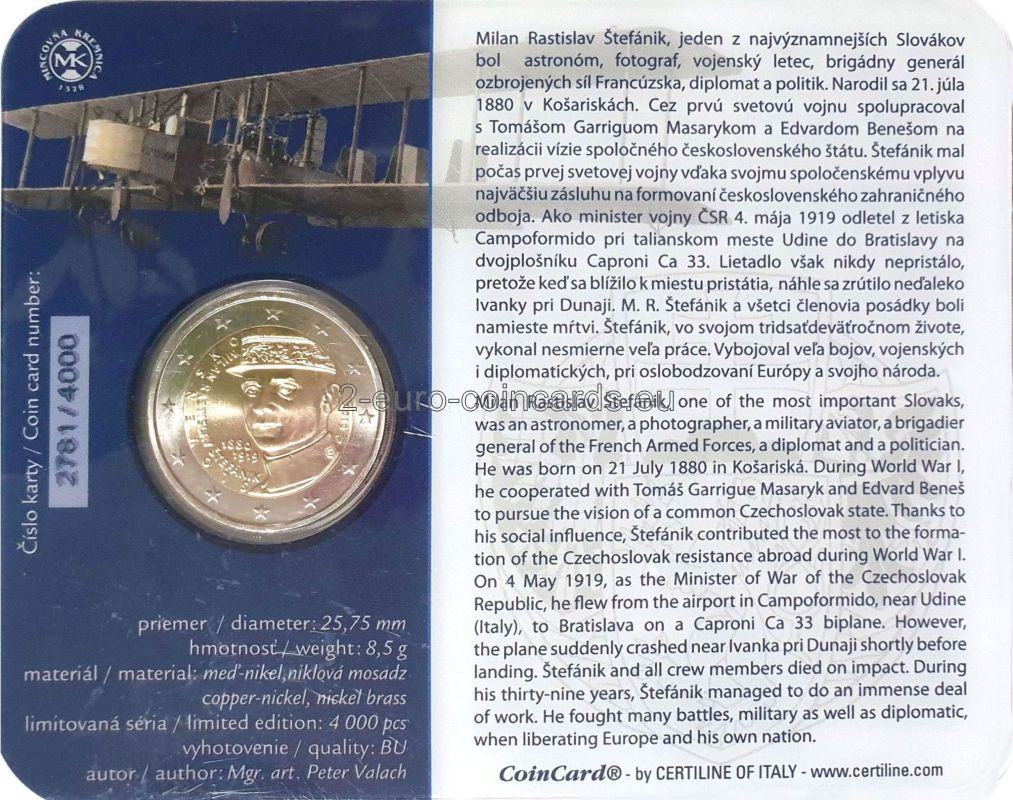 MINCOVŇA KREMNICA
MK
1328
Číslo karty / Coin card number:
2781/4000
SLOVENSKO
MILAN RASTISLAV
ŠTEFÁNIK
1880
1919
priemer / diameter: 25,75 mm
hmotnosť / weight: 8,5 g
materiál / material: meď-nikel,niklová mosadz
copper-nickel, nickel brass
limitovaná séria / limited edition: 4 000 pcs
vyhotovenie / quality: BU
autor / author: Mgr. art. Peter Valach
Milan Rastislav Štefánik, jeden z najvýznamnejších Slovákov
bol astronóm, fotograf, vojenský letec, brigádny generál
ozbrojených síl Francúzska, diplomat a politik. Narodil sa 21. júla
1880 v Košariskách. Cez prvú svetovú vojnu spolupracoval
s Tomášom Garriguom Masarykom a Edvardom Benešom na
realizácii vízie spoločného československého štátu. Štefánik mal
počas prvej svetovej vojny vďaka svojmu spoločenskému vplyvu
najväčšiu zásluhu na formovaní československého zahraničného
odboja. Ako minister vojny ČSR 4. mája 1919 odletel z letiska
Campoformido pri talianskom meste Udine do Bratislavy na
dvojplošníku Caproni Ca 33. Lietadlo však nikdy nepristálo,
pretože keď sa blížilo k miestu pristátia, náhle sa zrútilo neďaleko
Ivanky pri Dunaji. M. R. Štefánik a všetci členovia posádky boli
namieste mŕtvi. Štefánik, vo svojom tridsaťdeväťročnom živote,
vykonal nesmierne veľa práce. Vybojoval veľa bojov, vojenských
i diplomatických, pri oslobodzovaní Európy a svojho národa.
2-euro-coincards.eu
Milan Rastislav Štefánik, one of the most important Slovaks,
was an astronomer, a photographer, a military aviator, a brigadier
general of the French Armed Forces, a diplomat and a politician.
He was born on 21 July 1880 in Košariská. During World War I,
he cooperated with Tomáš Garrigue Masaryk and Edvard Beneš
to pursue the vision of a common Czechoslovak state. Thanks to
his social influence, Štefánik contributed the most to the forma-
tion of the Czechoslovak resistance abroad during World War I.
On 4 May 1919, as the Minister of War of the Czechoslovak
Republic, he flew from the airport in Campoformido, near Udine
(Italy), to Bratislava on a Caproni Ca 33 biplane. However,
the plane suddenly crashed near Ivanka pri Dunaji shortly before
landing. Štefánik and all crew members died on impact. During
his thirty-nine years, Štefánik managed to do an immense deal
of work. He fought many battles, military as well as diplomatic,
when liberating Europe and his own nation.
CoinCard® - by CERTILINE OF ITALY - www.certiline.com